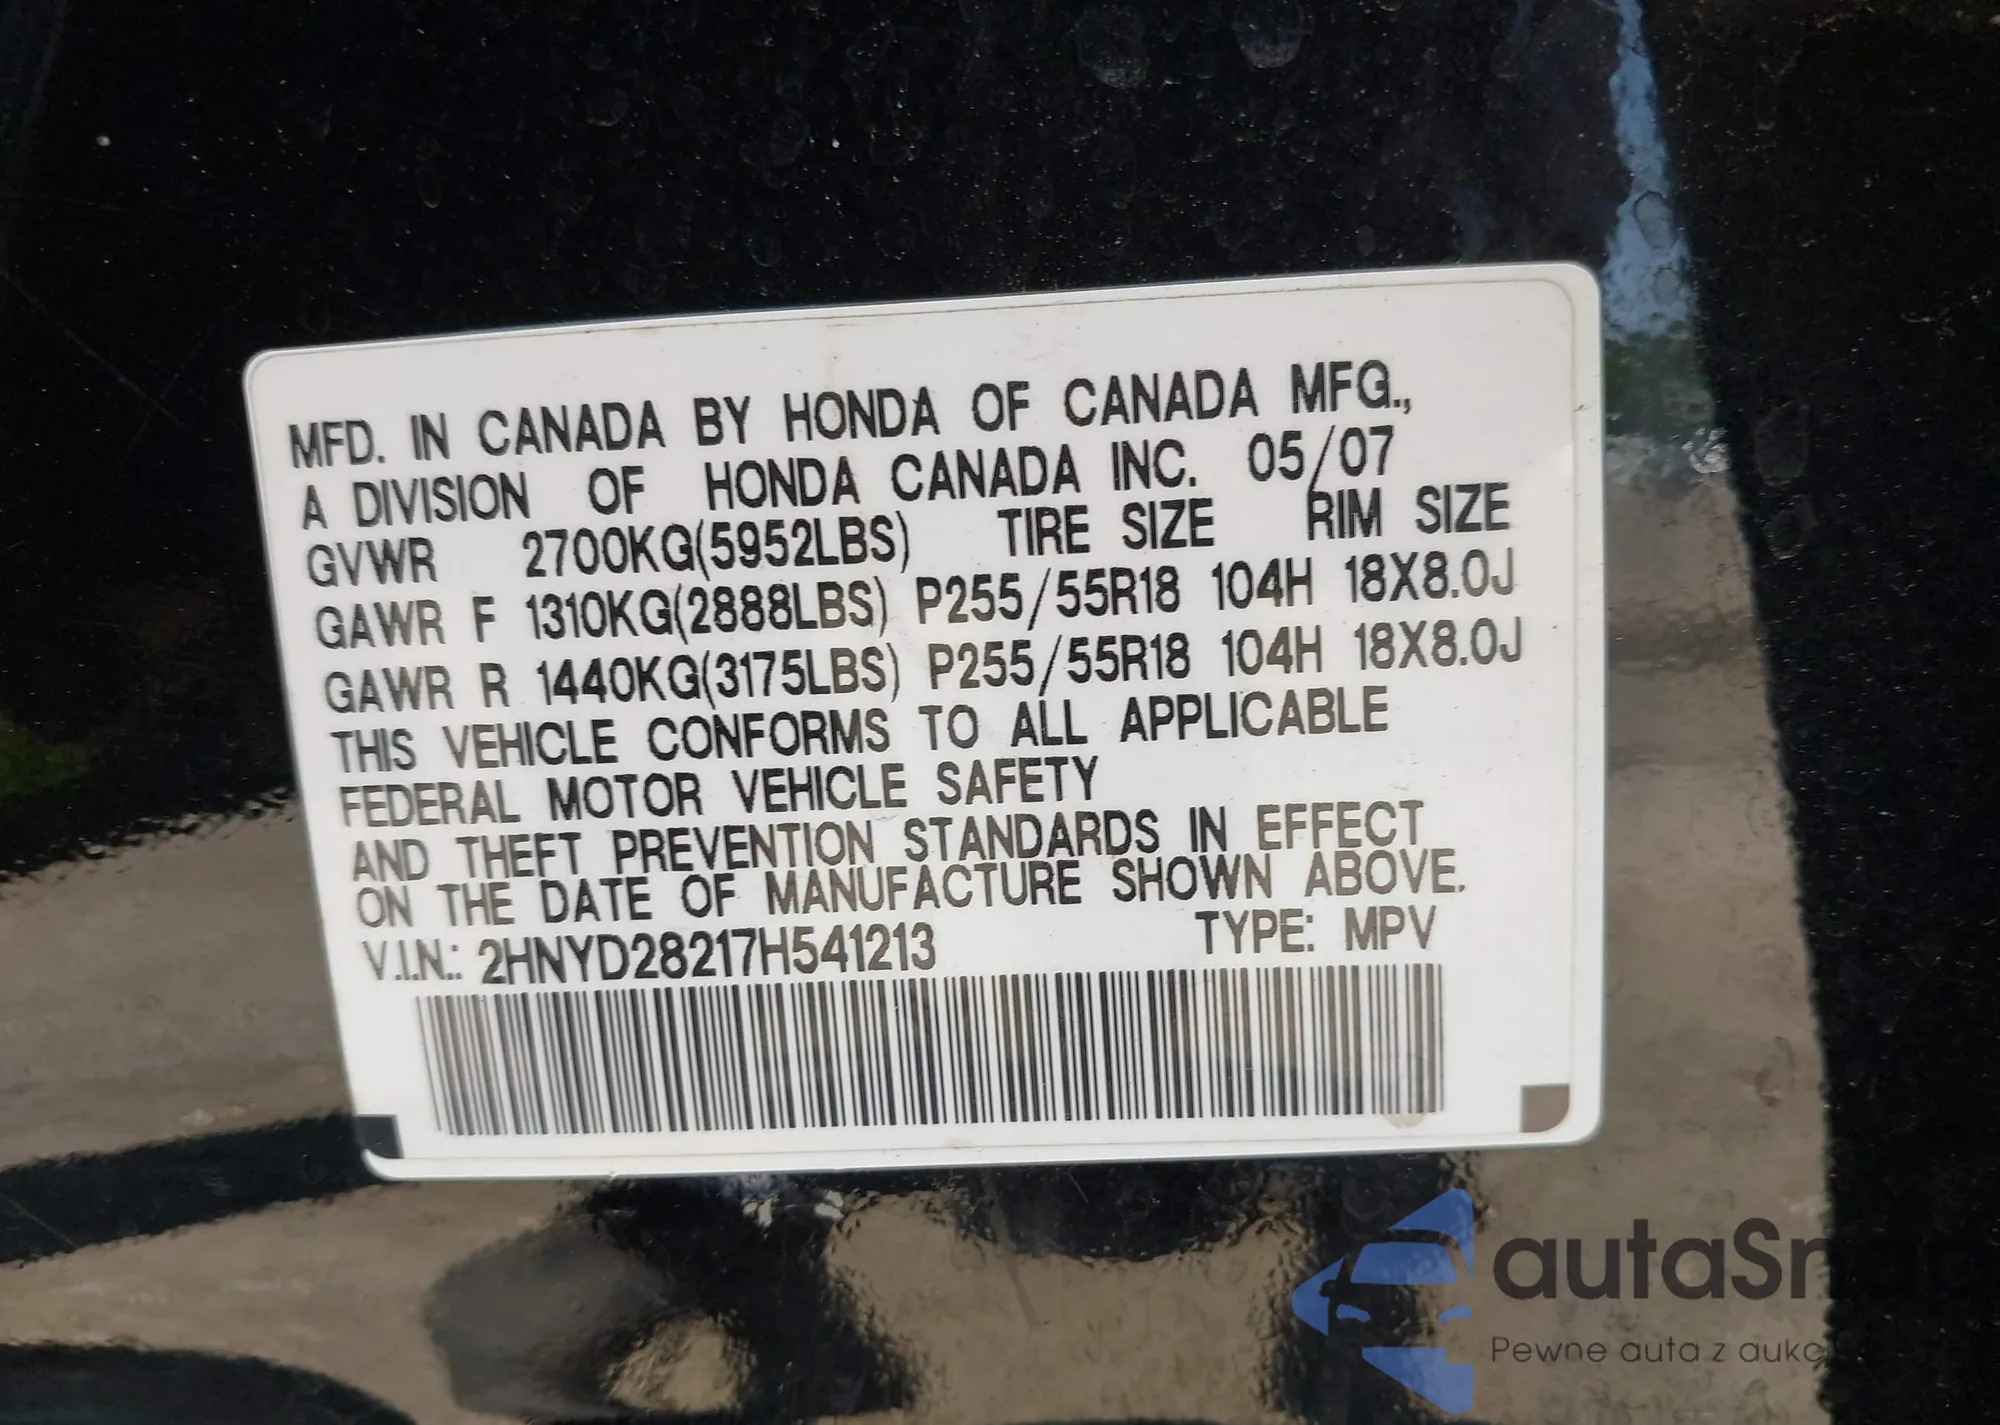 MFD. IN CANADA BY HONDA OF CANADA MFG.,
A DIVISION OF HONDA CANADA INC. 05/07
GVWR 2700KG(5952LBS) TIRE SIZE RIM SIZE
GAWR F 1310KG(2888LBS) P255/55R18 104H 18X8.0J
GAWR R 1440KG(3175LBS) P255/55R18 104H 18X8.0J
THIS VEHICLE CONFORMS TO ALL APPLICABLE
FEDERAL MOTOR VEHICLE SAFETY
AND THEFT PREVENTION STANDARDS IN EFFECT
ON THE DATE OF MANUFACTURE SHOWN ABOVE.
V.I.N.: 2HNYD28217H541213 TYPE: MPV
autaSnap
Pewne auta z